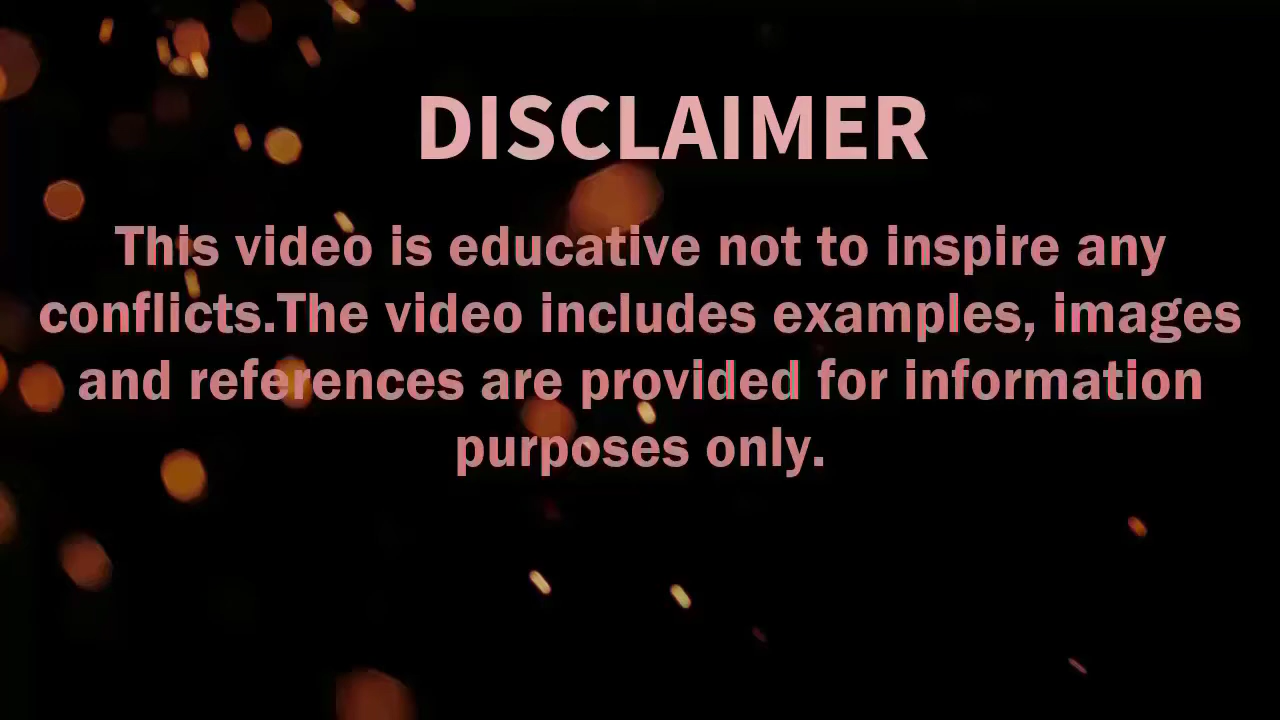 DISCLAIMER
This video is educative not to inspire any
conflicts.The video includes examples, images
and references are provided for information
purposes only.